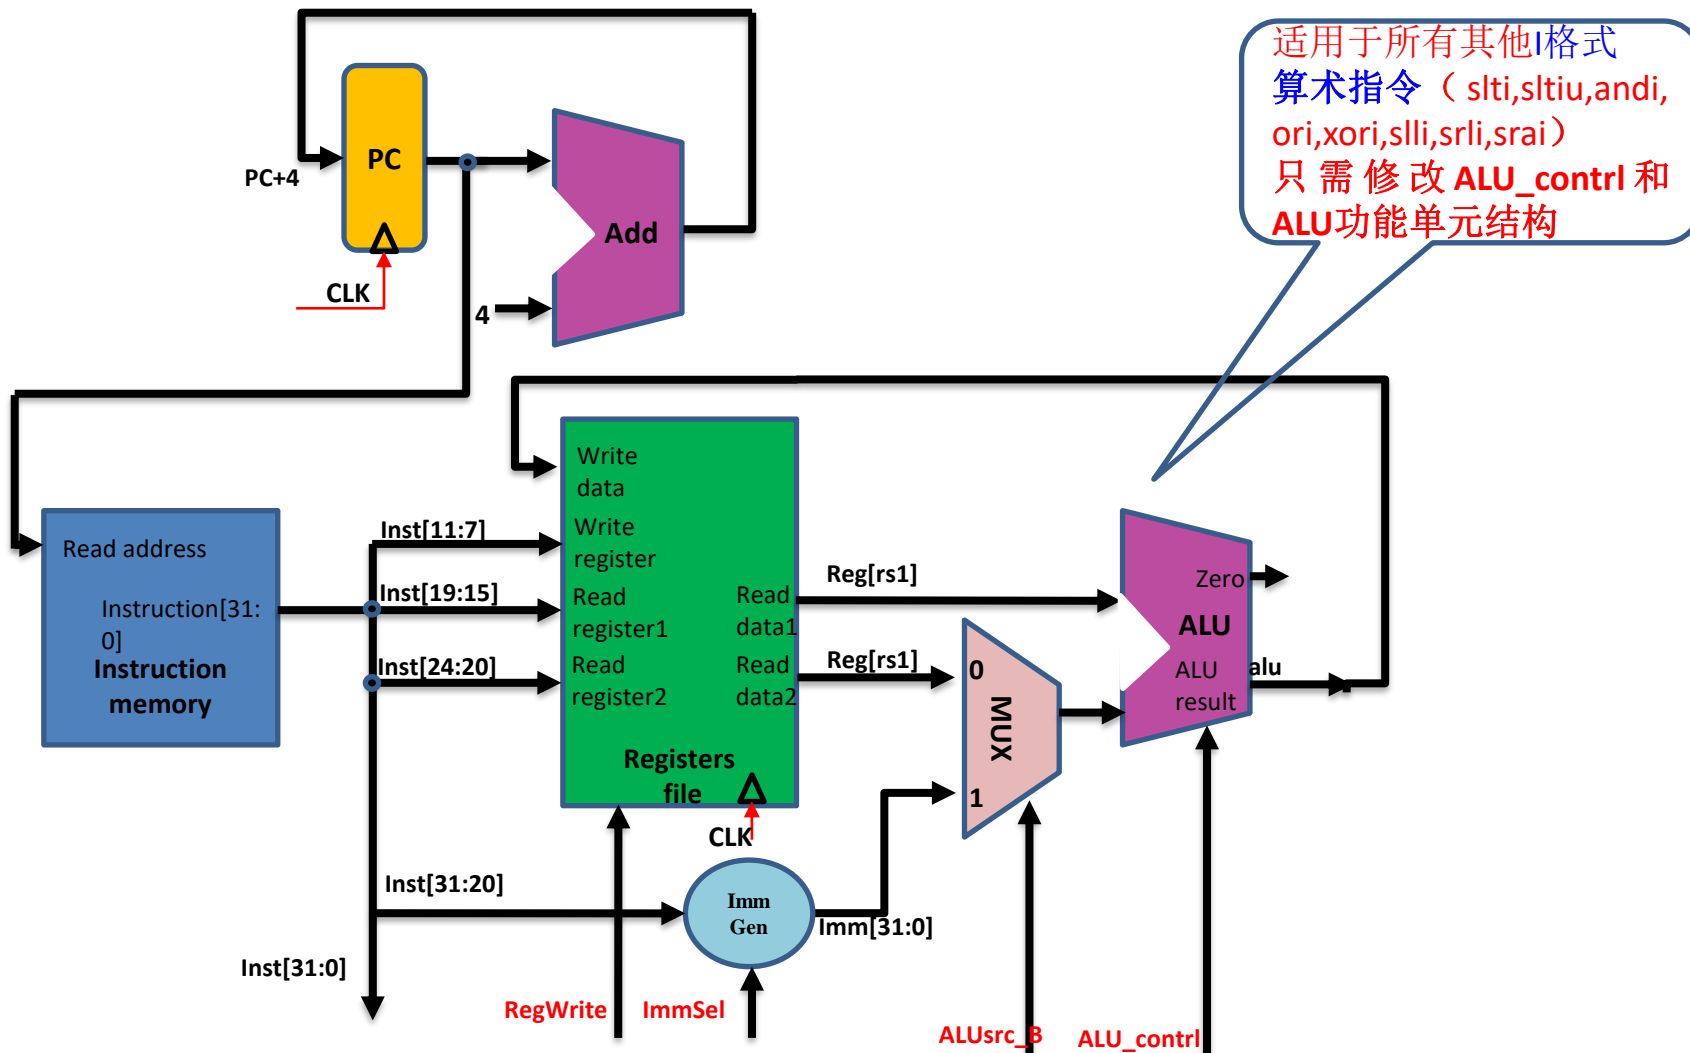 适用于所有其他I格式
算术指令（slti,sltiu,andi,
ori,xori,slli,srli,srai）
只需修改ALU_contrl和
ALU功能单元结构
PC
PC+4
Add
CLK
4
Write
data
Inst[11:7]
Write
register
Read address
Reg[rs1]
Zero
Instruction[31:
0]
Inst[19:15]
Read
register1
Read
data1
ALU
Instruction
memory
Inst[24:20]
Read
register2
Read
data2
Reg[rs1]
0
MUX
1
ALU
result
alu
Registers
file
CLK
Inst[31:20]
Imm
Gen
Imm[31:0]
Inst[31:0]
RegWrite
ImmSel
ALUsrc_B
ALU_contrl